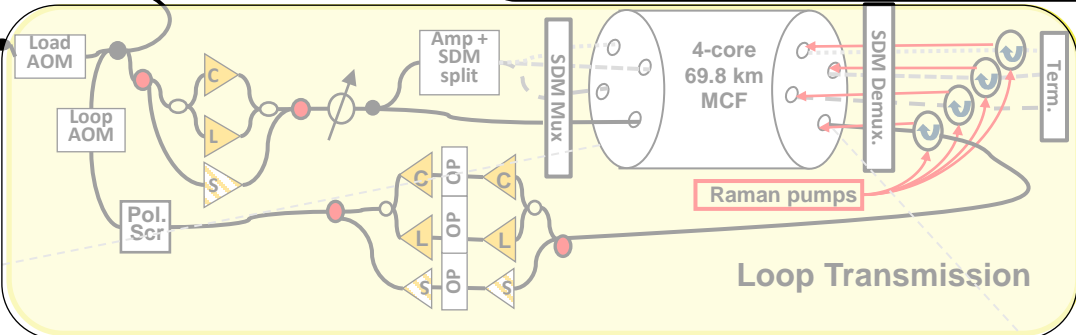 Load
AOM
Loop
AOM
C
L
S
Amp +
SDM
split
SDM Mux
4-core
69.8 km
MCF
SDM Demux.
Term.
Raman pumps
Pol.
Scr
C
OP
C
L
OP
L
S
OP
S
Loop Transmission